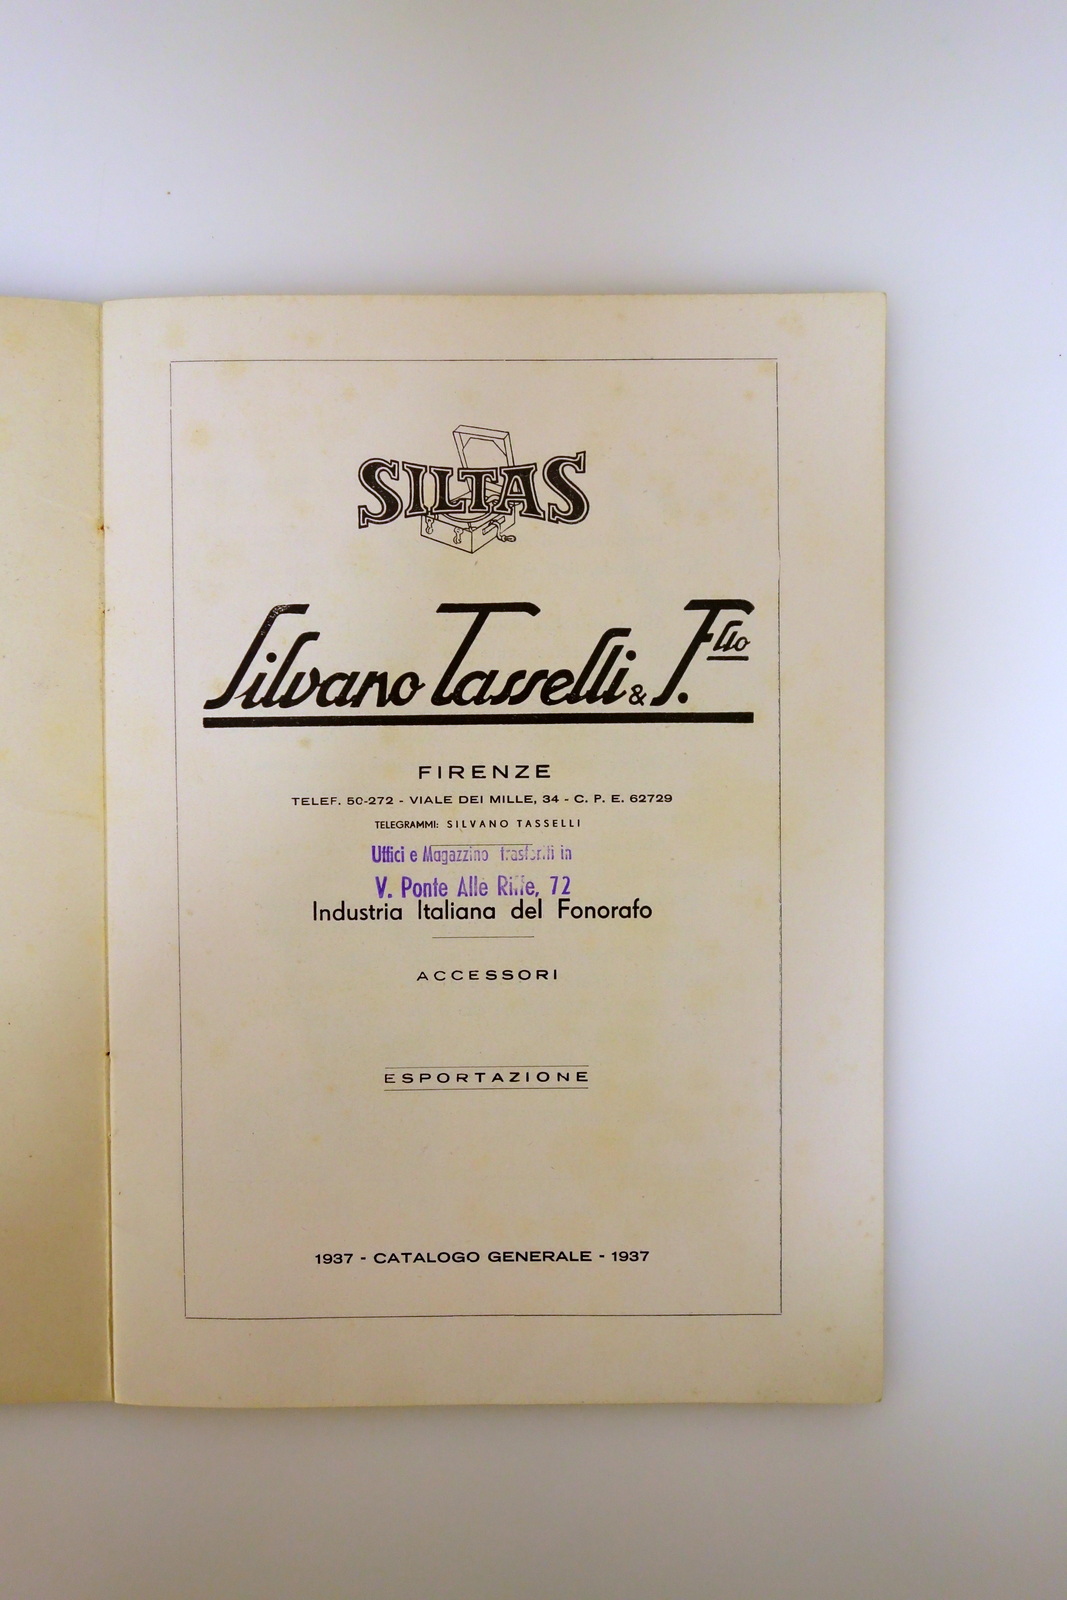 SILTAS
Silvano Tasselli & F.llo
FIRENZE
TELEF. 50-272 - VIALE DEI MILLE, 34 - C. P. E. 62729
TELEGRAMMI: SILVANO TASSELLI
Uffici e Magazzino trasferiti in
V. Ponte Alle Riffe, 72
Industria Italiana del Fonorafo
ACCESSORI
ESPORTAZIONE
1937 - CATALOGO GENERALE - 1937